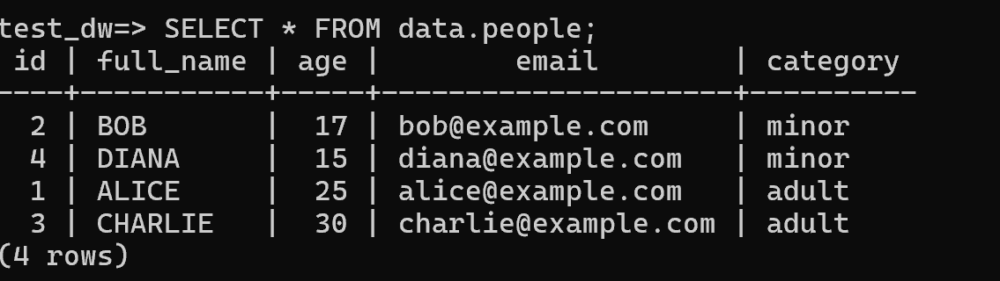 test_dw=> SELECT * FROM data.people;
 id | full_name | age |        email        | category
----+-----------+-----+---------------------+----------
  2 | BOB       |  17 | bob@example.com     | minor
  4 | DIANA     |  15 | diana@example.com   | minor
  1 | ALICE     |  25 | alice@example.com   | adult
  3 | CHARLIE   |  30 | charlie@example.com | adult
(4 rows)